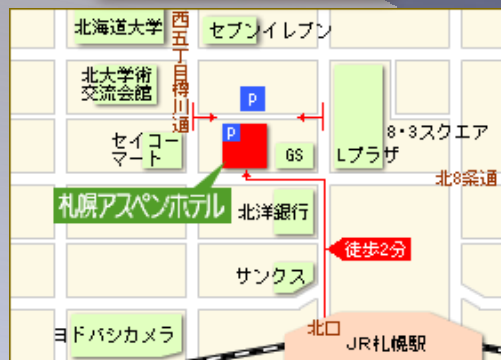 北海道大学
西五丁目樽川通
セブンイレブン
北大学術
交流会館
P
P
セイコー
マート
GS
8・3スクエア
Lプラザ
北8条通
札幌アスペンホテル
北洋銀行
徒歩2分
サンクス
ヨドバシカメラ
北口
JR札幌駅